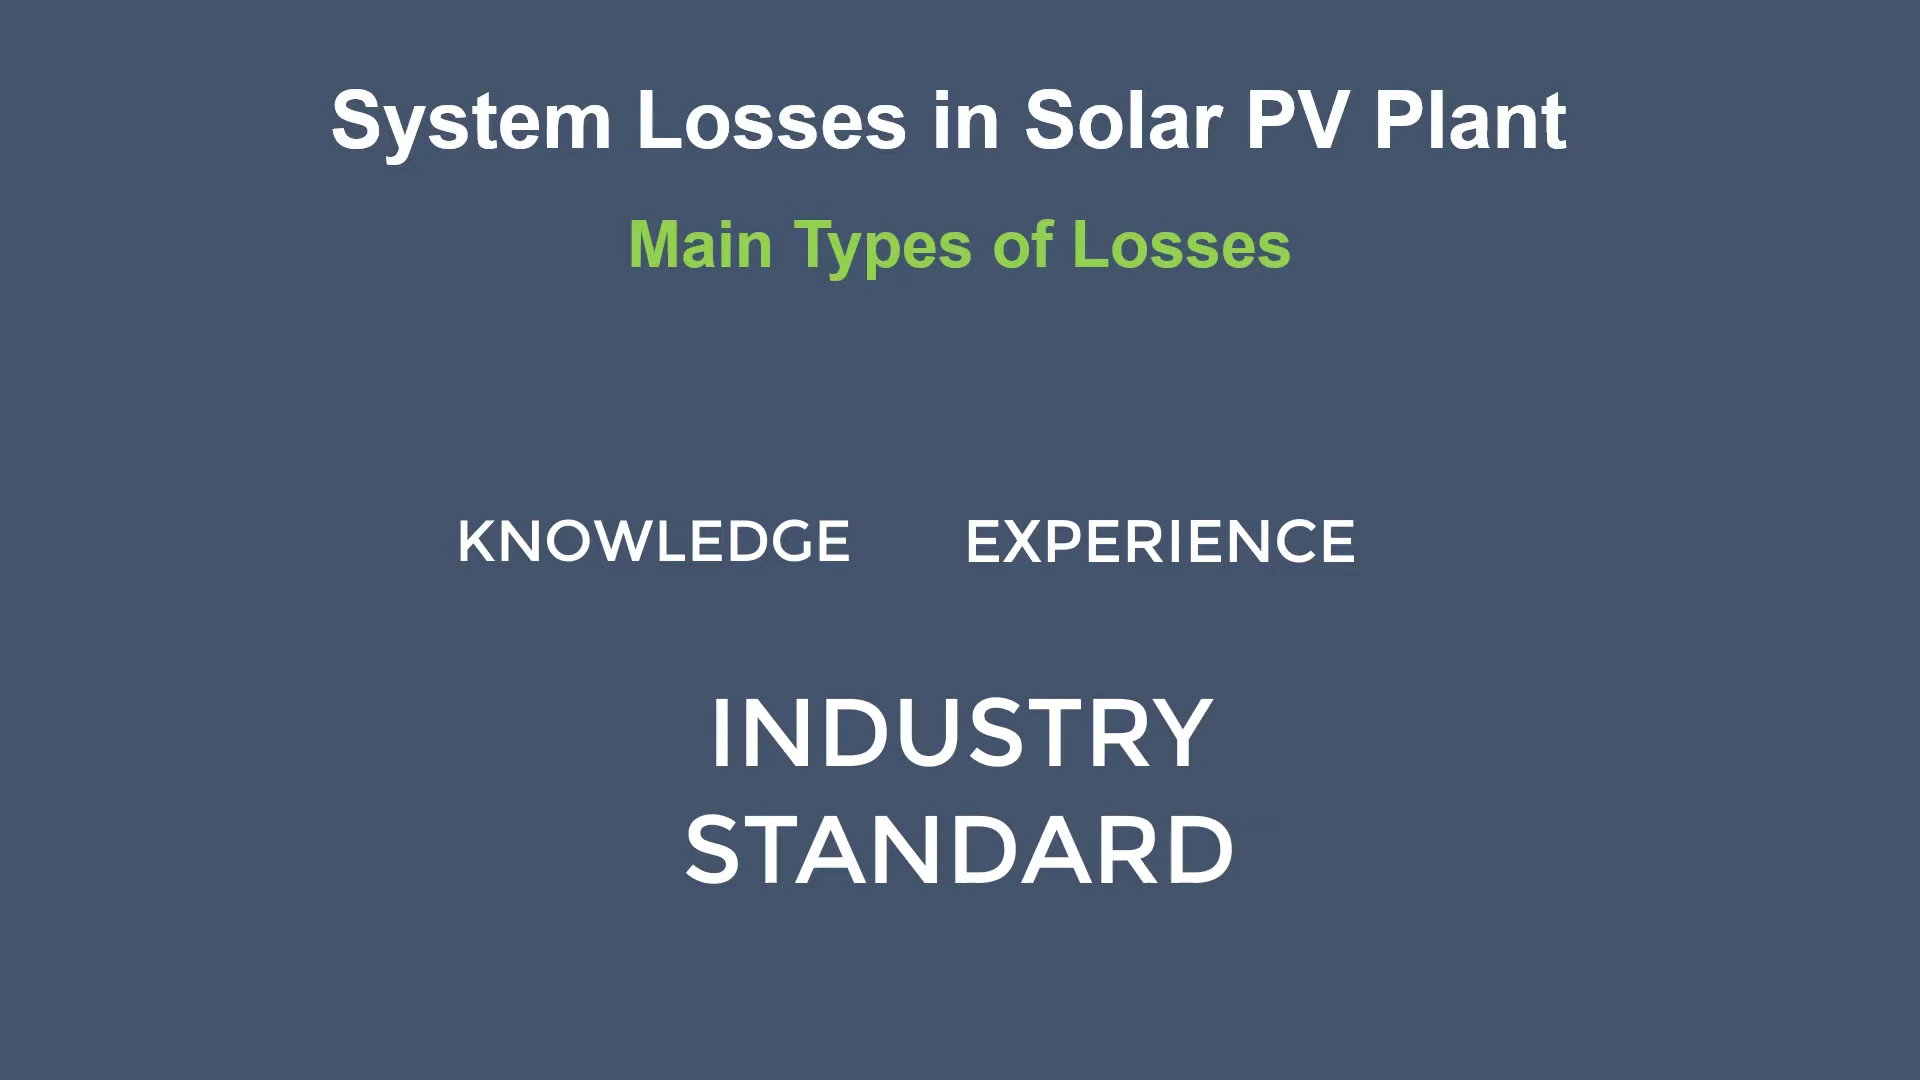 System Losses in Solar PV Plant
Main Types of Losses
KNOWLEDGE EXPERIENCE
INDUSTRY
STANDARD